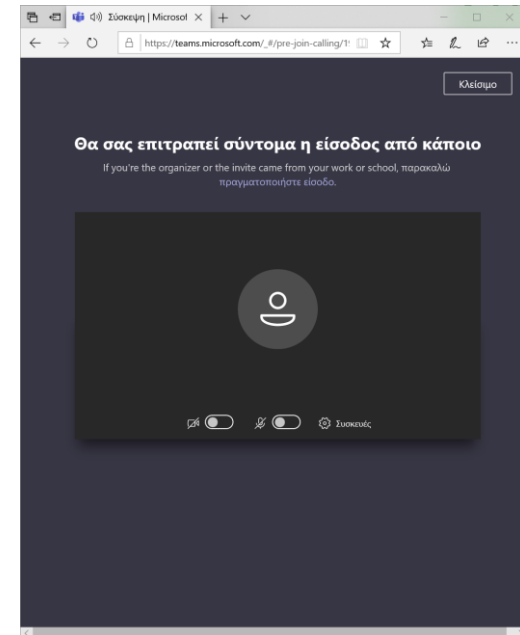 Σύσκεψη | Microsof
https://teams.microsoft.com/_#/pre-join-calling/1
Κλείσιμο
Θα σας επιτραπεί σύντομα η είσοδος από κάποιο
If you're the organizer or the invite came from your work or school, παρακαλώ
πραγματοποιήστε είσοδο.
Συσκευές